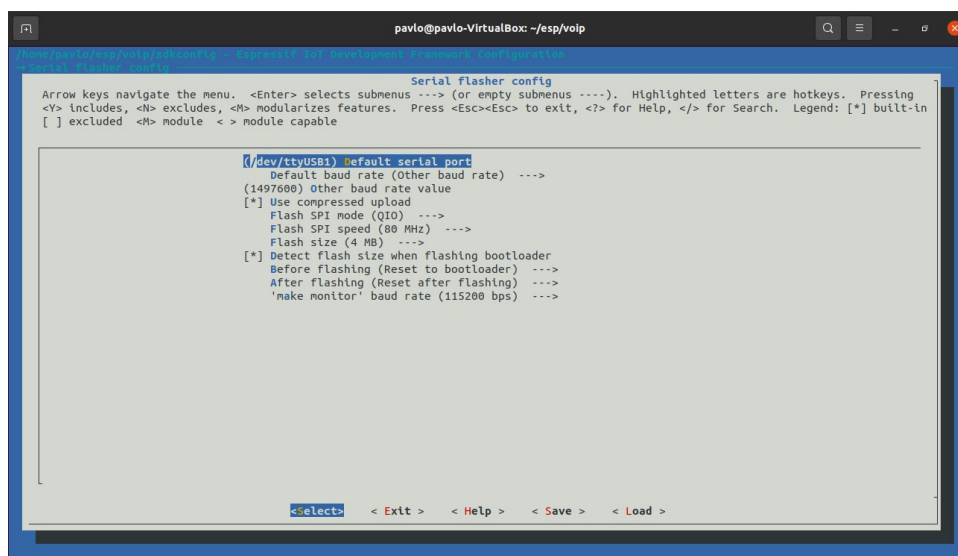 pavlo@pavlo-VirtualBox: ~/esp/voip
/home/pavlo/esp/voip/sdkconfig - Espressif IoT Development Framework Configuration
→ Serial flasher config
Serial flasher config
Arrow keys navigate the menu.  <Enter> selects submenus ---> (or empty submenus ----).  Highlighted letters are hotkeys.  Pressing
<Y> includes, <N> excludes, <M> modularizes features.  Press <Esc><Esc> to exit, <?> for Help, </> for Search.  Legend: [*] built-in
[ ] excluded  <M> module  < > module capable
(/dev/ttyUSB1) Default serial port
Default baud rate (Other baud rate)  --->
(1497600) Other baud rate value
[*] Use compressed upload
Flash SPI mode (QIO)  --->
Flash SPI speed (80 MHz)  --->
Flash size (4 MB)  --->
[*] Detect flash size when flashing bootloader
Before flashing (Reset to bootloader)  --->
After flashing (Reset after flashing)  --->
'make monitor' baud rate (115200 bps)  --->
<Select>    < Exit >    < Help >    < Save >    < Load >